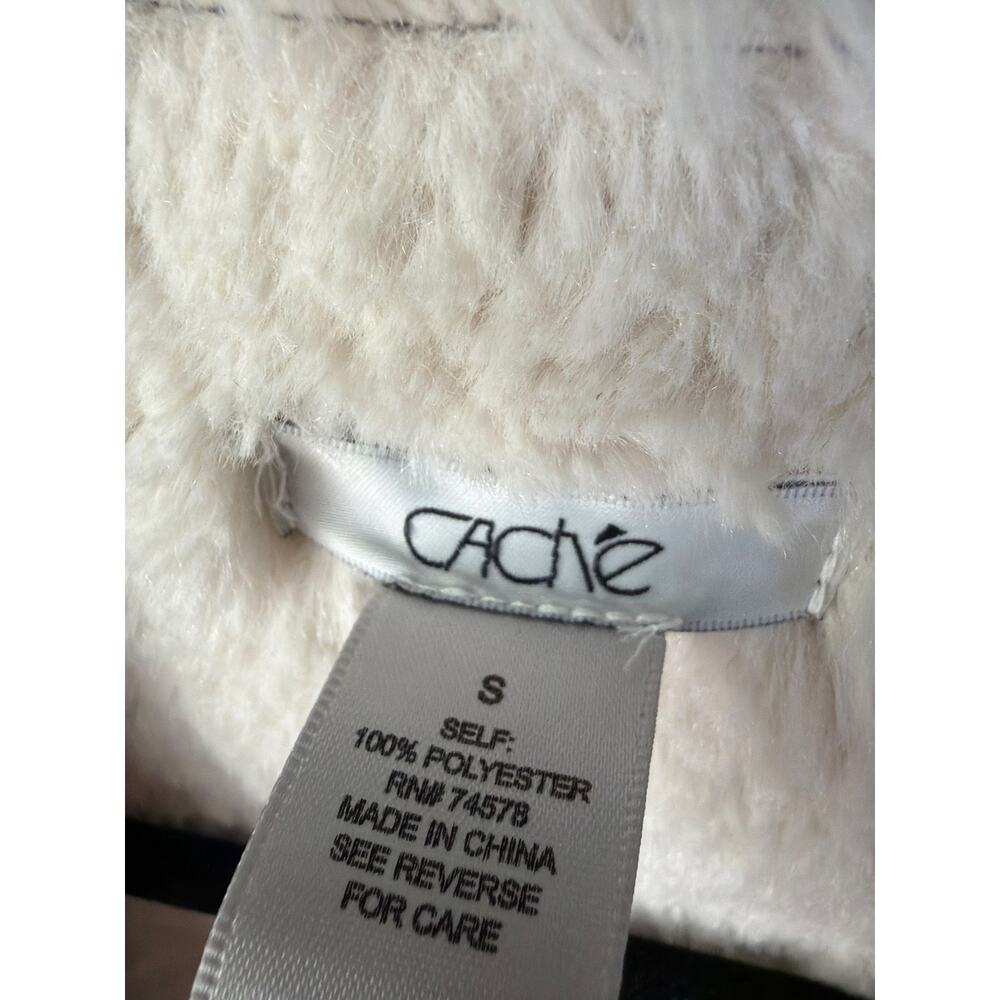 CAChé
S
SELF:
100% POLYESTER
RN# 74578
MADE IN CHINA
SEE REVERSE
FOR CARE